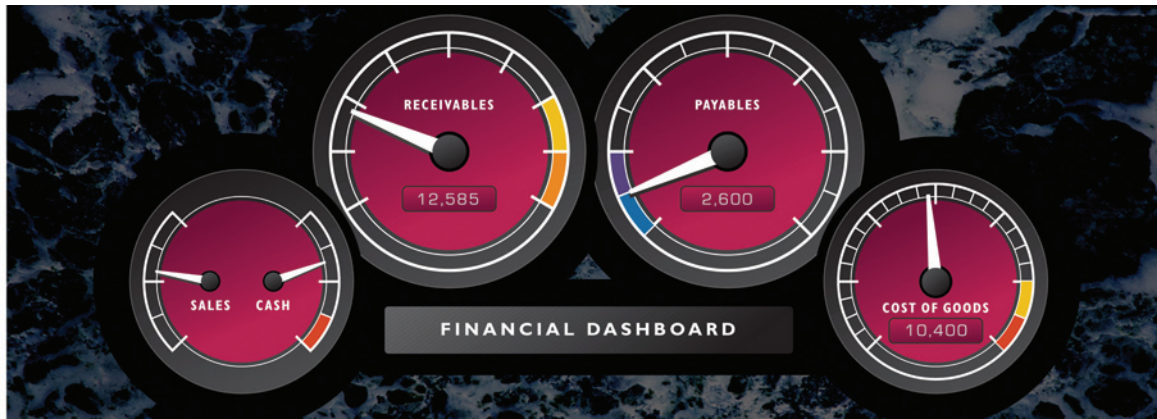 RECEIVABLES
12,585
PAYABLES
2,600
SALES
CASH
COST OF GOODS
10,400
FINANCIAL DASHBOARD